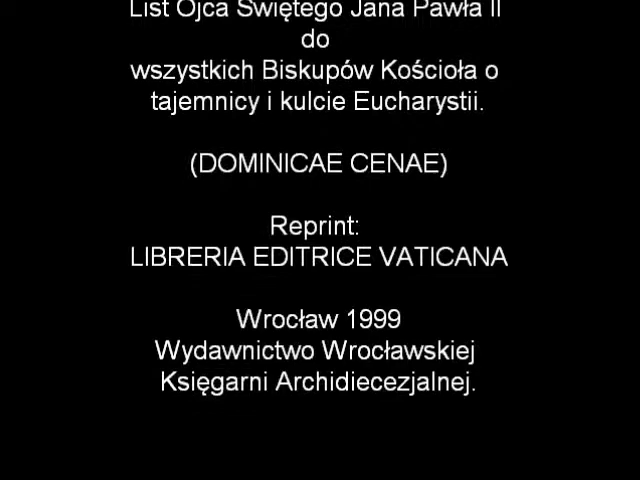 List Ojca Świętego Jana Pawła II
do
wszystkich Biskupów Kościoła o
tajemnicy i kulcie Eucharystii.
(DOMINICAE CENAE)
Reprint:
LIBRERIA EDITRICE VATICANA
Wrocław 1999
Wydawnictwo Wrocławskiej
Księgarni Archidiecezjalnej.